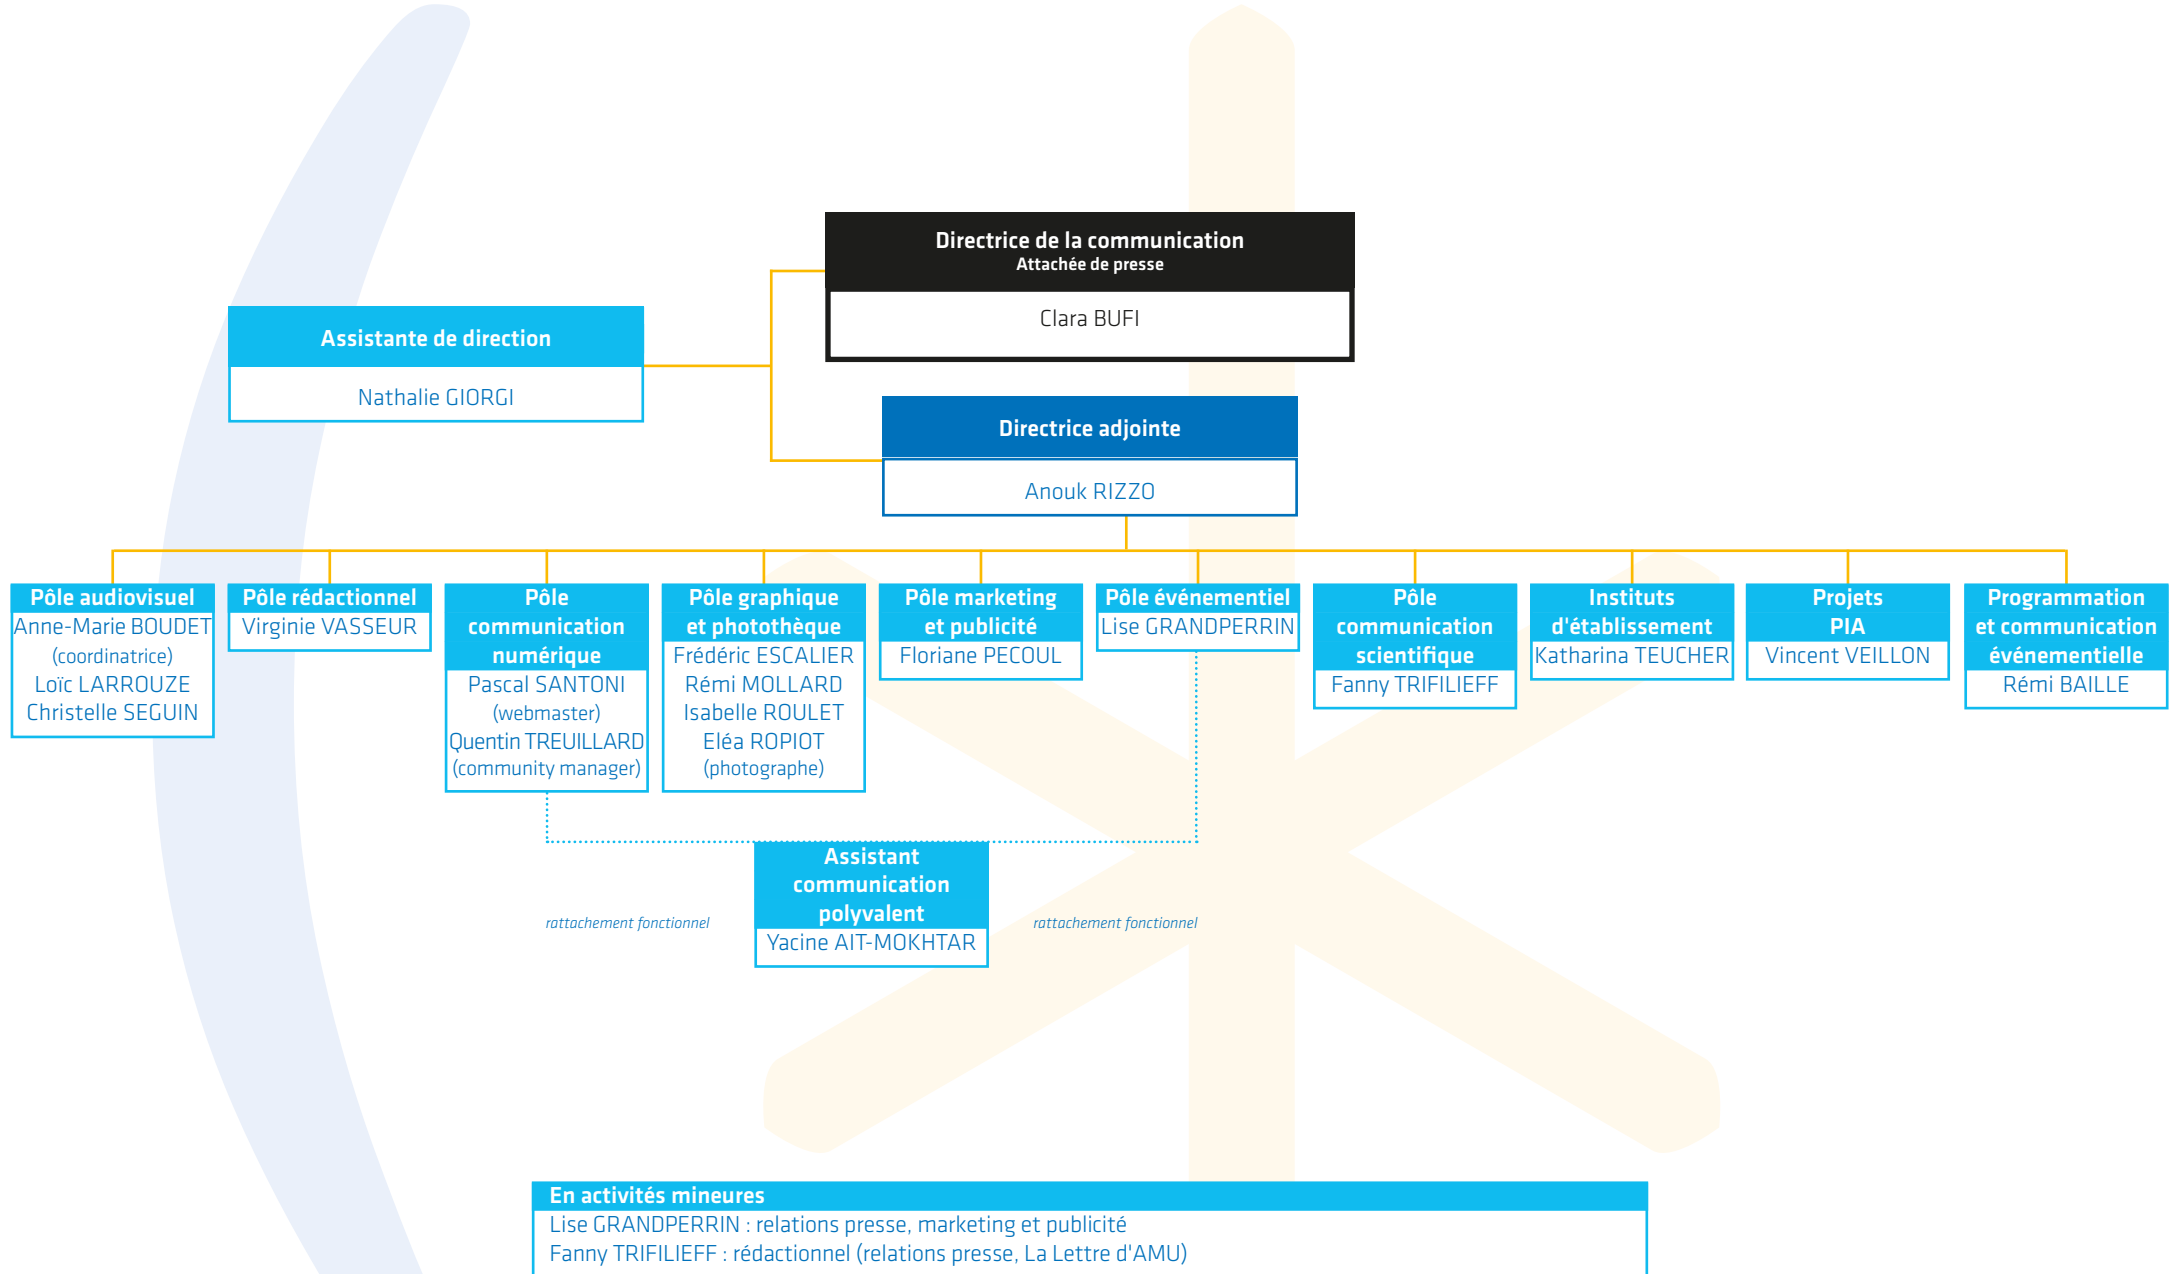 Directrice de la communication
Attachée de presse
Clara BUFI
Assistante de direction
Nathalie GIORGI
Directrice adjointe
Anouk RIZZO
Pôle audiovisuel
Anne-Marie BOUDET
(coordinatrice)
Loïc LARROUZE
Christelle SEGUIN
Pôle rédactionnel
Virginie VASSEUR
Pôle
communication
numérique
Pascal SANTONI
(webmaster)
Quentin TREUILLARD
(community manager)
Pôle graphique
et photothèque
Frédéric ESCALIER
Rémi MOLLARD
Isabelle ROULET
Eléa ROPIOT
(photographe)
Pôle marketing
et publicité
Floriane PECOUL
Pôle événementiel
Lise GRANDPERRIN
Pôle
communication
scientifique
Fanny TRIFILIEFF
Instituts
d'établissement
Katharina TEUCHER
Projets
PIA
Vincent VEILLON
Programmation
et communication
événementielle
Rémi BAILLE
Assistant
communication
polyvalent
Yacine AIT-MOKHTAR
rattachement fonctionnel
rattachement fonctionnel
En activités mineures
Lise GRANDPERRIN : relations presse, marketing et publicité
Fanny TRIFILIEFF : rédactionnel (relations presse, La Lettre d'AMU)